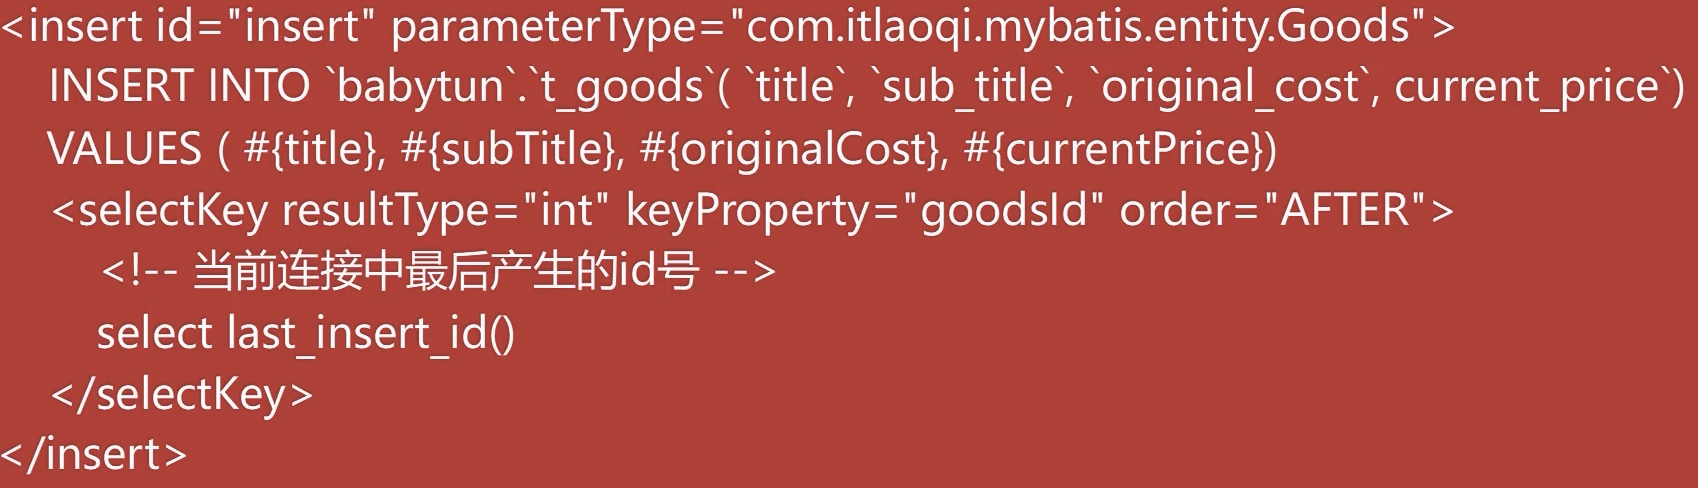 <insert id="insert" parameterType="com.itlaoqi.mybatis.entity.Goods">
INSERT INTO `babytun`.`t_goods`( `title`, `sub_title`, `original_cost`, current_price`)
VALUES ( #{title}, #{subTitle}, #{originalCost}, #{currentPrice})
<selectKey resultType="int" keyProperty="goodsId" order="AFTER">
<!-- 当前连接中最后产生的id号 -->
select last_insert_id()
</selectKey>
</insert>